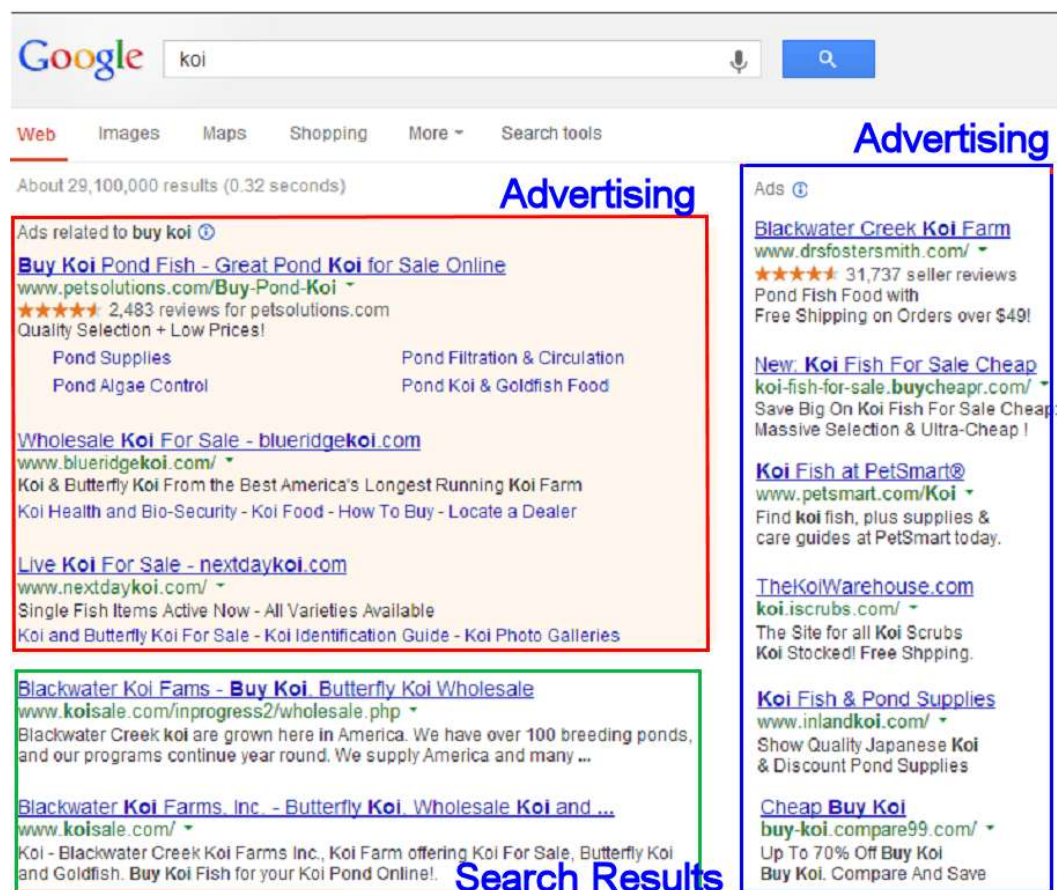 Google
koi
Web Images Maps Shopping More Search tools
About 29,100,000 results (0.32 seconds)
Advertising
Ads related to buy koi
Buy Koi Pond Fish - Great Pond Koi for Sale Online
www.petsolutions.com/Buy-Pond-Koi
2,483 reviews for petsolutions.com
Quality Selection + Low Prices!
Pond Supplies Pond Filtration & Circulation
Pond Algae Control Pond Koi & Goldfish Food
Wholesale Koi For Sale - blueridgekoi.com
www.blueridgekoi.com/
Koi & Butterfly Koi From the Best America's Longest Running Koi Farm
Koi Health and Bio-Security - Koi Food - How To Buy - Locate a Dealer
Live Koi For Sale - nextdaykoi.com
www.nextdaykoi.com/
Single Fish Items Active Now - All Varieties Available
Koi and Butterfly Koi For Sale - Koi Identification Guide - Koi Photo Galleries
Blackwater Koi Fams - Buy Koi, Butterfly Koi Wholesale
www.koisale.com/inprogress2/wholesale.php
Blackwater Creek koi are grown here in America. We have over 100 breeding ponds,
and our programs continue year round. We supply America and many ...
Blackwater Koi Farms, Inc. - Butterfly Koi, Wholesale Koi and ...
www.koisale.com/
Koi - Blackwater Creek Koi Farms Inc., Koi Farm offering Koi For Sale, Butterfly Koi
and Goldfish. Buy Koi Fish for your Koi Pond Online!.
Search Results
Advertising
Ads
Blackwater Creek Koi Farm
www.drsfostersmith.com/
31,737 seller reviews
Pond Fish Food with
Free Shipping on Orders over $49!
New: Koi Fish For Sale Cheap
koi-fish-for-sale.buycheapr.com/
Save Big On Koi Fish For Sale Cheap:
Massive Selection & Ultra-Cheap !
Koi Fish at PetSmart®
www.petsmart.com/Koi
Find koi fish, plus supplies &
care guides at PetSmart today.
TheKoiWarehouse.com
koi.iscrubs.com/
The Site for all Koi Scrubs
Koi Stocked! Free Shpping.
Koi Fish & Pond Supplies
www.inlandkoi.com/
Show Quality Japanese Koi
& Discount Pond Supplies
Cheap Buy Koi
buy-koi.compare99.com/
Up To 70% Off Buy Koi
Buy Koi. Compare And Save